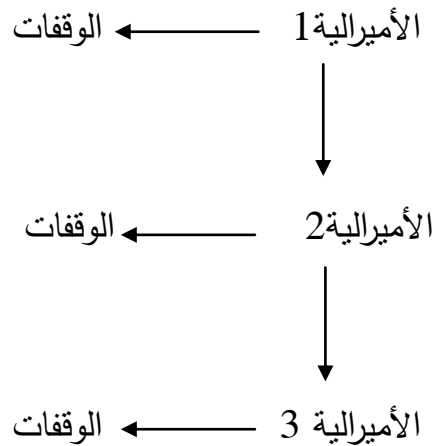 الأميرالية1 الوقفات
الأميرالية2 الوقفات
الأميرالية 3 الوقفات